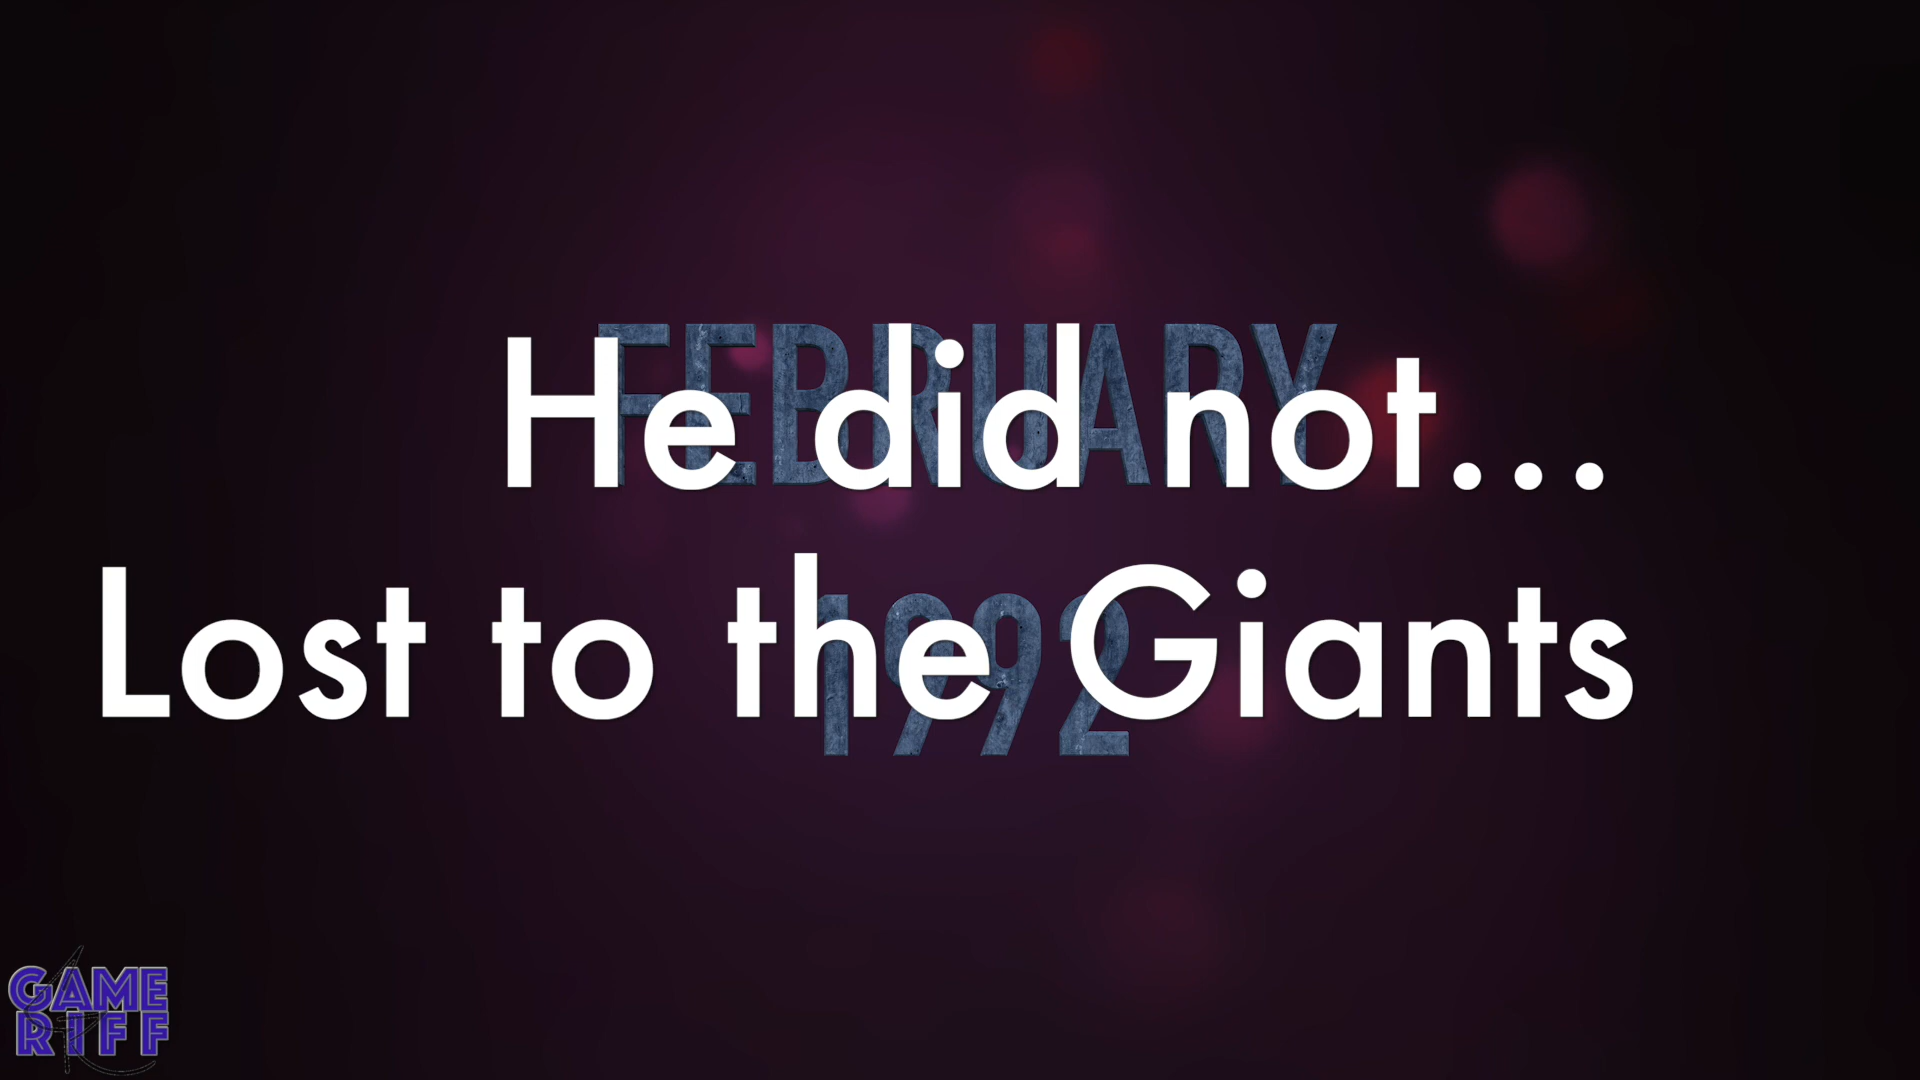 FEBRUARY
He did not...
Lost to the Giants
1992
GAME
RIFF